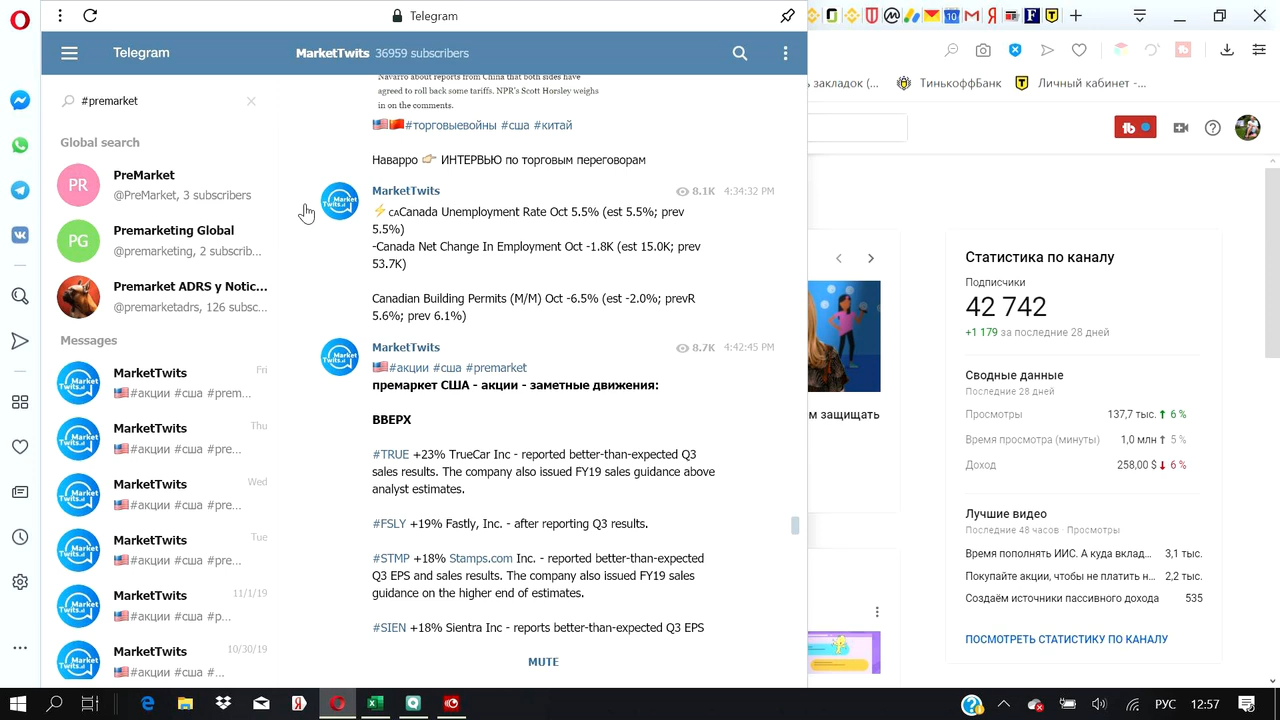 Telegram
Telegram
MarketTwits 36959 subscribers
#premarket
Global search
PR
PreMarket
@PreMarket, 3 subscribers
PG
Premarketing Global
@premarketing, 2 subscrib...
Premarket ADRS y Notic...
@premarketadrs, 126 subsc...
Messages
MarketTwits Fri
#акции #сша #prem...
MarketTwits Thu
#акции #сша #pre...
MarketTwits Wed
#акции #сша #pre...
MarketTwits Tue
#акции #сша #pre...
MarketTwits 11/1/19
#акции #сша #p...
MarketTwits 10/30/19
#акции #сша #...
Navarro about reports from China that both sides have
agreed to roll back some tariffs. NPR's Scott Horsley weighs
in on the comments.
#торговыевойны #сша #китай
Наварро 👉 ИНТЕРВЬЮ по торговым переговорам
MarketTwits 8.1K 4:34:32 PM
⚡CACanada Unemployment Rate Oct 5.5% (est 5.5%; prev
5.5%)
-Canada Net Change In Employment Oct -1.8K (est 15.0K; prev
53.7K)
Canadian Building Permits (M/M) Oct -6.5% (est -2.0%; prevR
5.6%; prev 6.1%)
MarketTwits 8.7K 4:42:45 PM
#акции #сша #premarket
премаркет США - акции - заметные движения:
ВВЕРХ
#TRUE +23% TrueCar Inc - reported better-than-expected Q3
sales results. The company also issued FY19 sales guidance above
analyst estimates.
#FSLY +19% Fastly, Inc. - after reporting Q3 results.
#STMP +18% Stamps.com Inc. - reported better-than-expected
Q3 EPS and sales results. The company also issued FY19 sales
guidance on the higher end of estimates.
#SIEN +18% Sientra Inc - reports better-than-expected Q3 EPS
MUTE
закладок (...
ТинькоффБанк
Личный кабинет -...
м защищать
Статистика по каналу
Подписчики
42 742
+1 179 за последние 28 дней
Сводные данные
Последние 28 дней
Просмотры 137,7 тыс. 6 %
Время просмотра (минуты) 1,0 млн 5 %
Доход 258,00 $ 6 %
Лучшие видео
Последние 48 часов · Просмотры
Время пополнять ИИС. А куда вклад... 3,1 тыс.
Покупайте акции, чтобы не платить н... 2,2 тыс.
Создаём источники пассивного дохода 535
ПОСМОТРЕТЬ СТАТИСТИКУ ПО КАНАЛУ
РУС 12:57